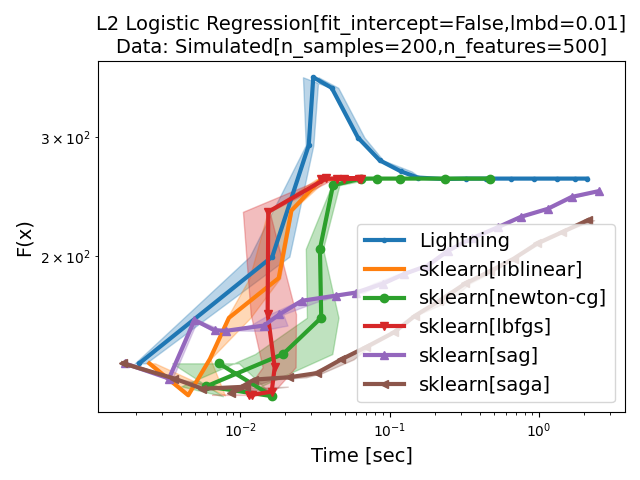 L2 Logistic Regression[fit_intercept=False,lmbd=0.01]
Data: Simulated[n_samples=200,n_features=500]
F(x)
3 × 10²
2 × 10²
Lightning
sklearn[liblinear]
sklearn[newton-cg]
sklearn[lbfgs]
sklearn[sag]
sklearn[saga]
10⁻² 10⁻¹ 10⁰
Time [sec]